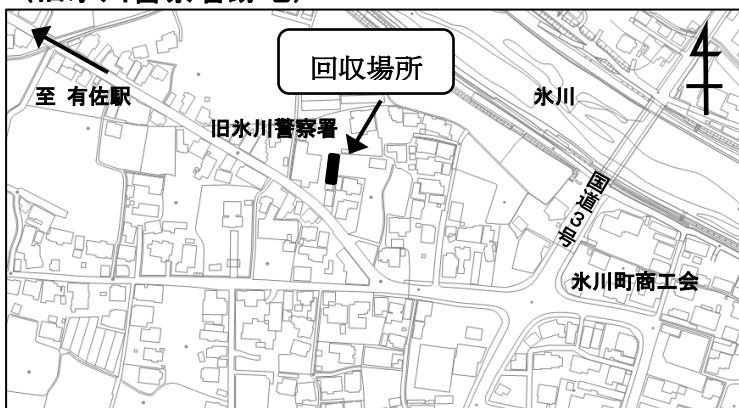 回収場所
至 有佐駅
氷川
旧氷川警察署
国道3号
氷川町商工会